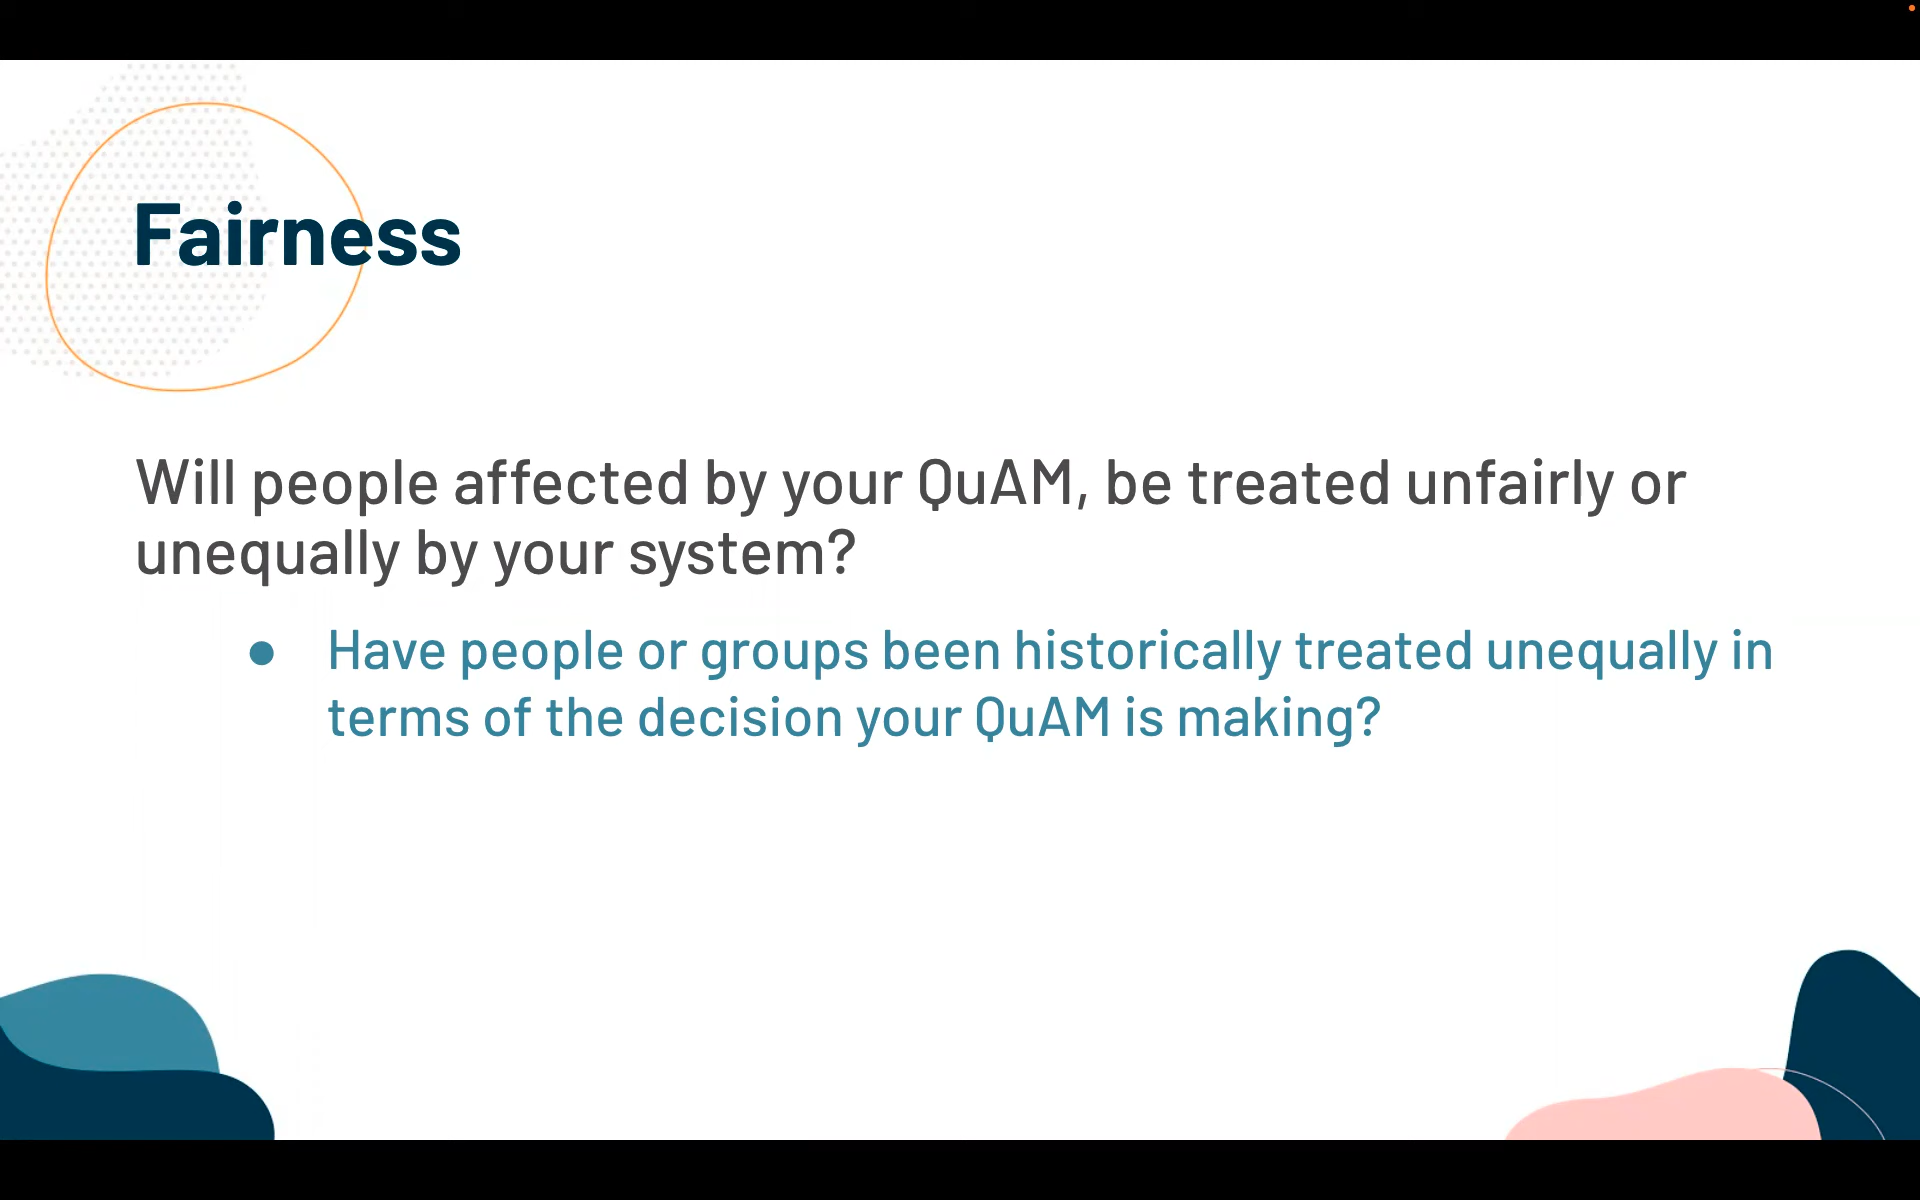 Fairness
Will people affected by your QuAM, be treated unfairly or
unequally by your system?
● Have people or groups been historically treated unequally in
terms of the decision your QuAM is making?